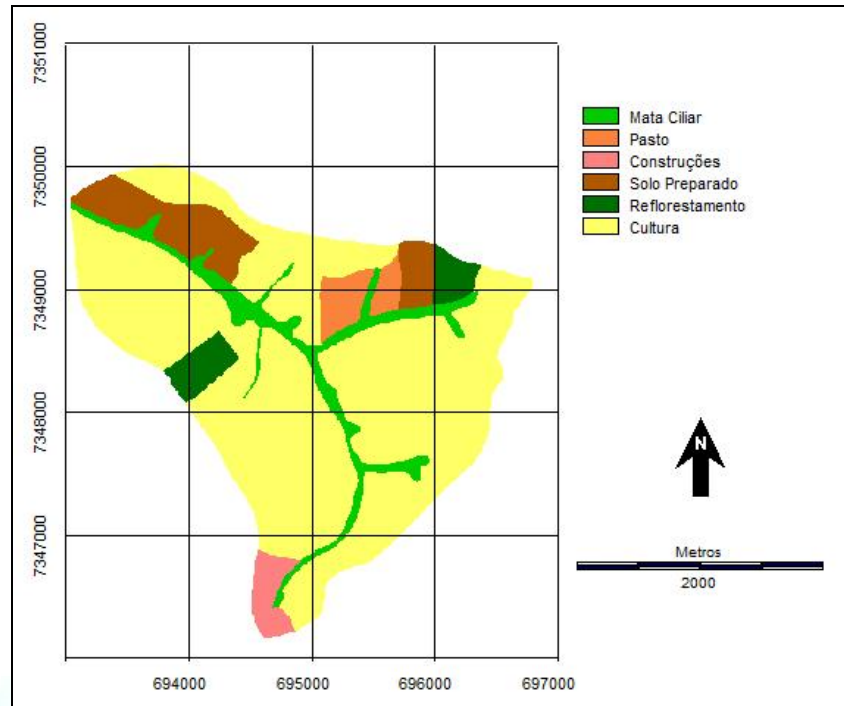 7351000
7350000
7349000
7348000
7347000
694000
695000
696000
697000
Mata Ciliar
Pasto
Construções
Solo Preparado
Reflorestamento
Cultura
N
Metros
2000